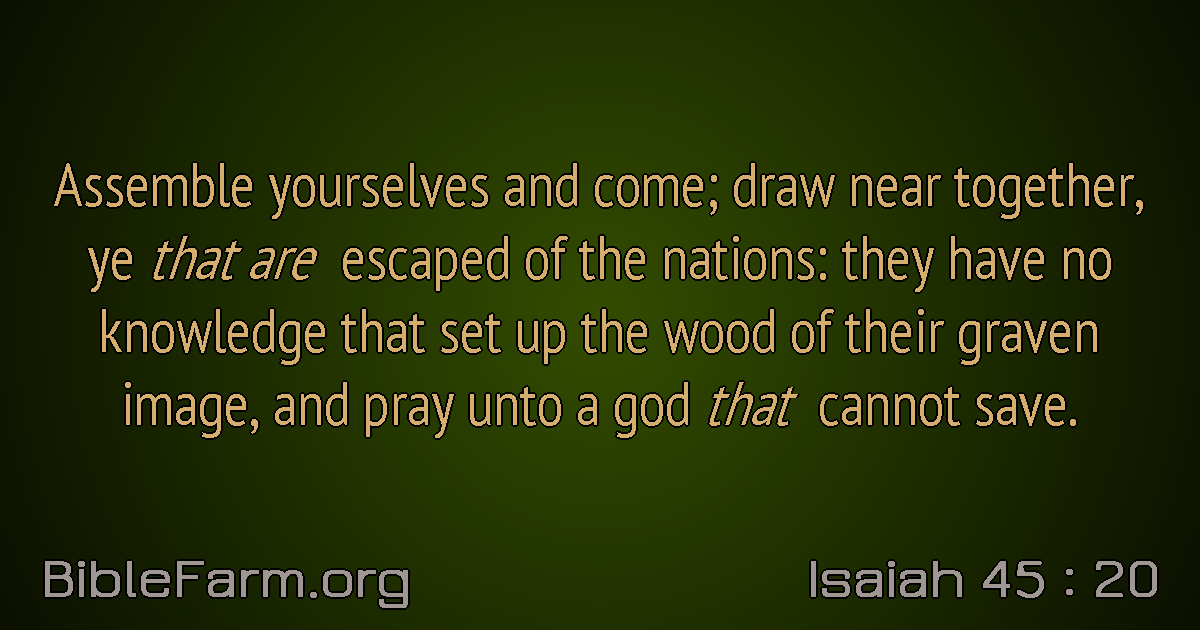 Assemble yourselves and come; draw near together,
ye that are escaped of the nations: they have no
knowledge that set up the wood of their graven
image, and pray unto a god that cannot save.
BibleFarm.org
Isaiah 45 : 20